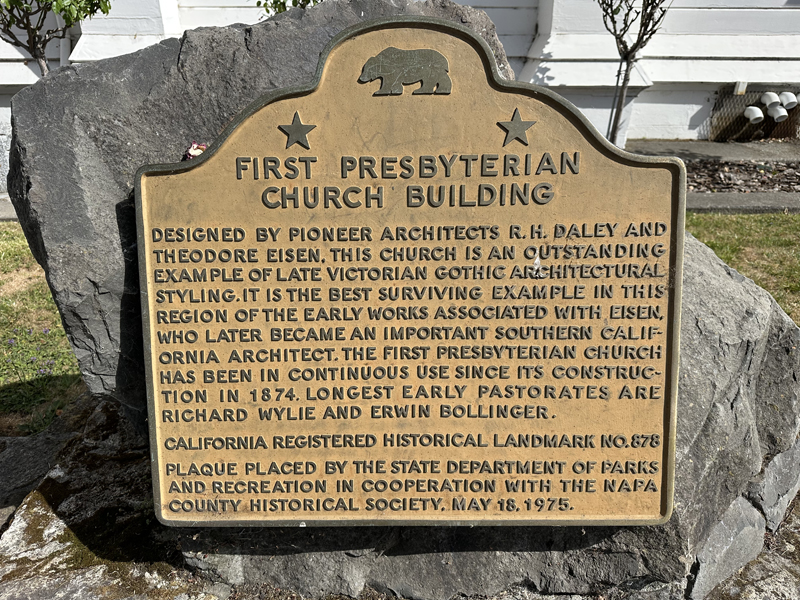 FIRST PRESBYTERIAN
CHURCH BUILDING
DESIGNED BY PIONEER ARCHITECTS R. H. DALEY AND
THEODORE EISEN, THIS CHURCH IS AN OUTSTANDING
EXAMPLE OF LATE VICTORIAN GOTHIC ARCHITECTURAL
STYLING. IT IS THE BEST SURVIVING EXAMPLE IN THIS
REGION OF THE EARLY WORKS ASSOCIATED WITH EISEN,
WHO LATER BECAME AN IMPORTANT SOUTHERN CALIF-
ORNIA ARCHITECT. THE FIRST PRESBYTERIAN CHURCH
HAS BEEN IN CONTINUOUS USE SINCE ITS CONSTRUC-
TION IN 1874. LONGEST EARLY PASTORATES ARE
RICHARD WYLIE AND ERWIN BOLLINGER.
CALIFORNIA REGISTERED HISTORICAL LANDMARK NO. 878
PLAQUE PLACED BY THE STATE DEPARTMENT OF PARKS
AND RECREATION IN COOPERATION WITH THE NAPA
COUNTY HISTORICAL SOCIETY. MAY 18, 1975.